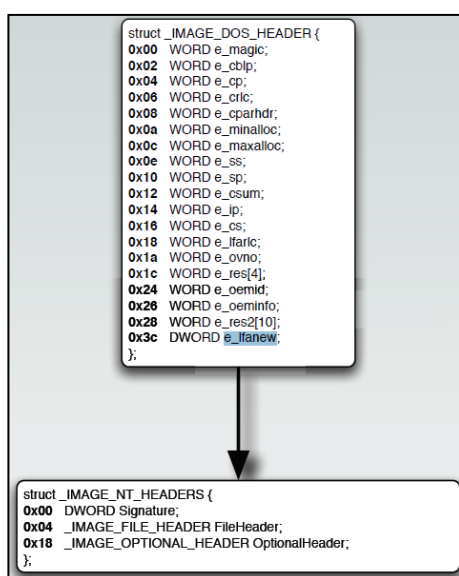 struct _IMAGE_DOS_HEADER {
0x00 WORD e_magic;
0x02 WORD e_cblp;
0x04 WORD e_cp;
0x06 WORD e_crlc;
0x08 WORD e_cparhdr;
0x0a WORD e_minalloc;
0x0c WORD e_maxalloc;
0x0e WORD e_ss;
0x10 WORD e_sp;
0x12 WORD e_csum;
0x14 WORD e_ip;
0x16 WORD e_cs;
0x18 WORD e_lfarlc;
0x1a WORD e_ovno;
0x1c WORD e_res[4];
0x24 WORD e_oemid;
0x26 WORD e_oeminfo;
0x28 WORD e_res2[10];
0x3c DWORD e_lfanew;
};
struct _IMAGE_NT_HEADERS {
0x00 DWORD Signature;
0x04 _IMAGE_FILE_HEADER FileHeader;
0x18 _IMAGE_OPTIONAL_HEADER OptionalHeader;
};